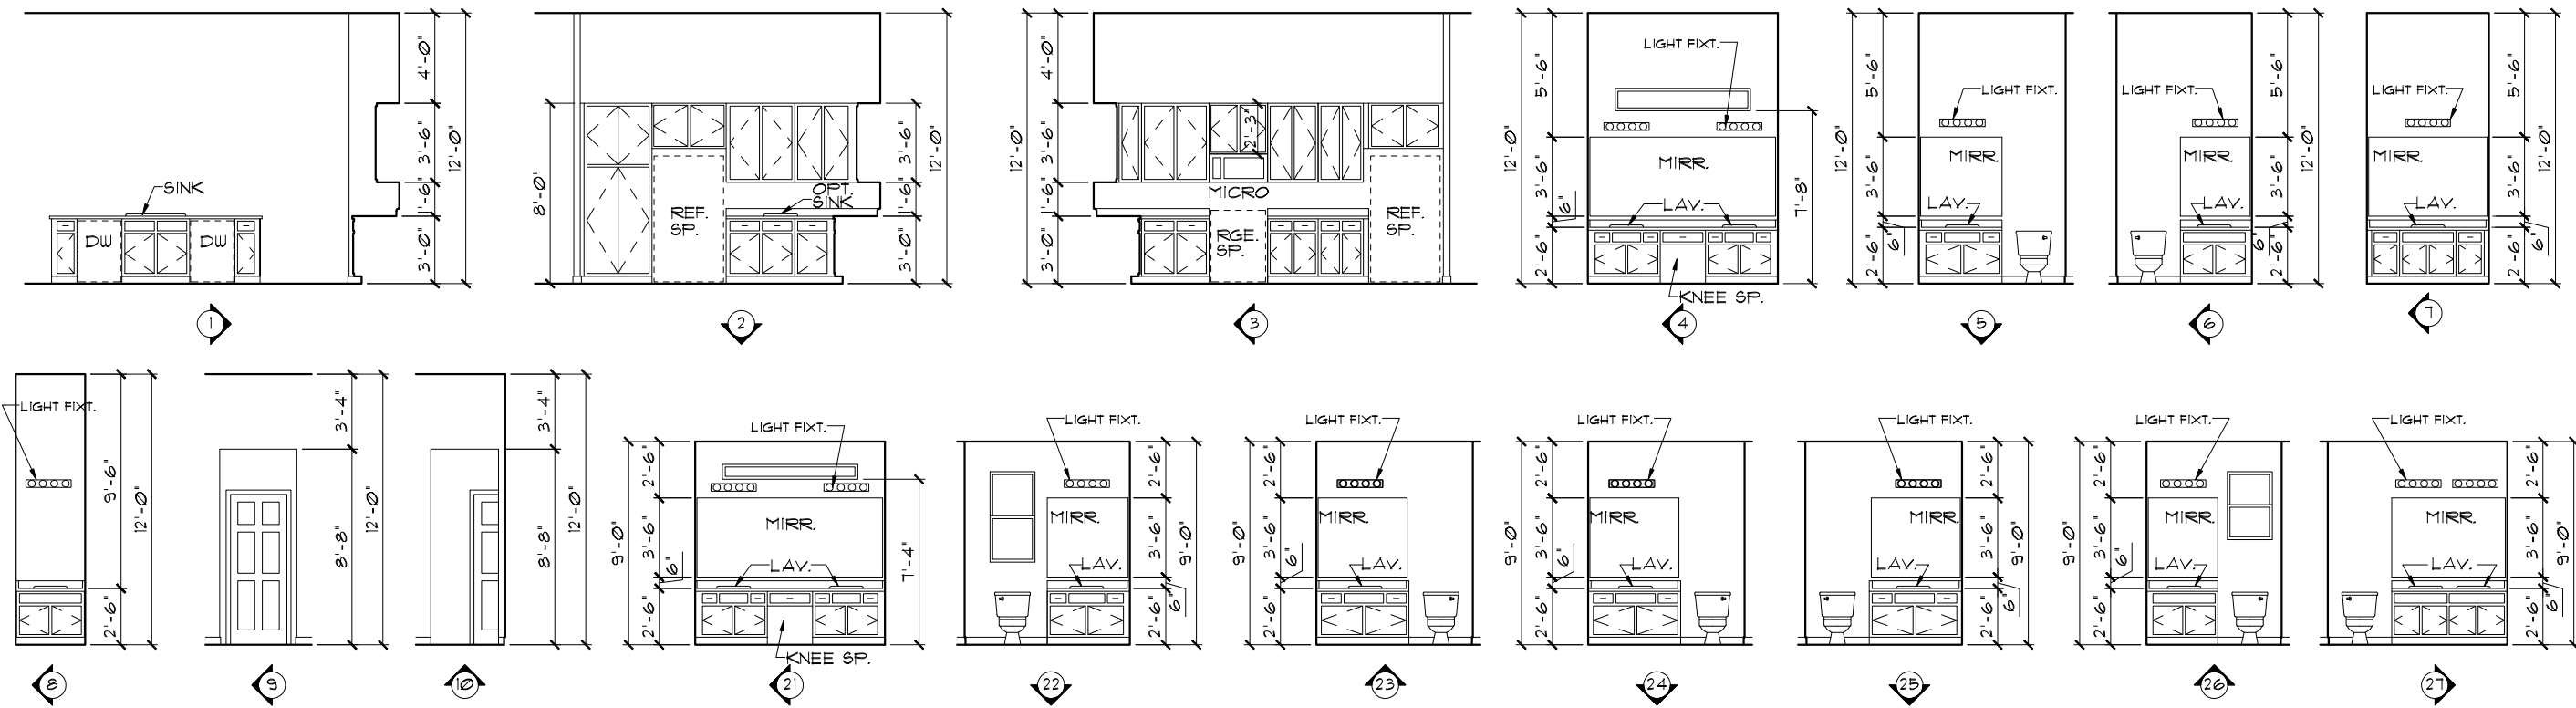 SINK
DW
DW
4'-0"
3'-6"
1'-6"
3'-0"
12'-0"
1
8'-0"
REF.
SP.
OPT.
SINK
3'-6"
1'-6"
3'-0"
12'-0"
2
12'-0"
4'-0"
3'-6"
1'-6"
3'-0"
2'-3"
MICRO
RGE.
SP.
REF.
SP.
3
12'-0"
5'-6"
3'-6"
6"
2'-6"
LIGHT FIXT.
MIRR.
LAV.
KNEE SP.
7'-8"
4
12'-0"
5'-6"
3'-6"
6"
2'-6"
LIGHT FIXT.
MIRR.
LAV.
5
LIGHT FIXT.
MIRR.
LAV.
5'-6"
3'-6"
6"
2'-6"
12'-0"
6
LIGHT FIXT.
MIRR.
LAV.
5'-6"
3'-6"
6"
2'-6"
12'-0"
7
LIGHT FIXT.
9'-6"
2'-6"
12'-0"
8
3'-4"
8'-8"
12'-0"
9
3'-4"
8'-8"
12'-0"
10
9'-0"
2'-6"
3'-6"
6"
2'-6"
LIGHT FIXT.
MIRR.
LAV.
KNEE SP.
7'-4"
21
LIGHT FIXT.
MIRR.
LAV.
2'-6"
3'-6"
6"
2'-6"
9'-0"
22
9'-0"
2'-6"
3'-6"
6"
2'-6"
LIGHT FIXT.
MIRR.
LAV.
23
9'-0"
2'-6"
3'-6"
6"
2'-6"
LIGHT FIXT.
MIRR.
LAV.
24
LIGHT FIXT.
MIRR.
LAV.
2'-6"
3'-6"
6"
2'-6"
9'-0"
25
9'-0"
2'-6"
3'-6"
6"
2'-6"
LIGHT FIXT.
MIRR.
LAV.
26
LIGHT FIXT.
MIRR.
LAV.
2'-6"
3'-6"
6"
2'-6"
9'-0"
27